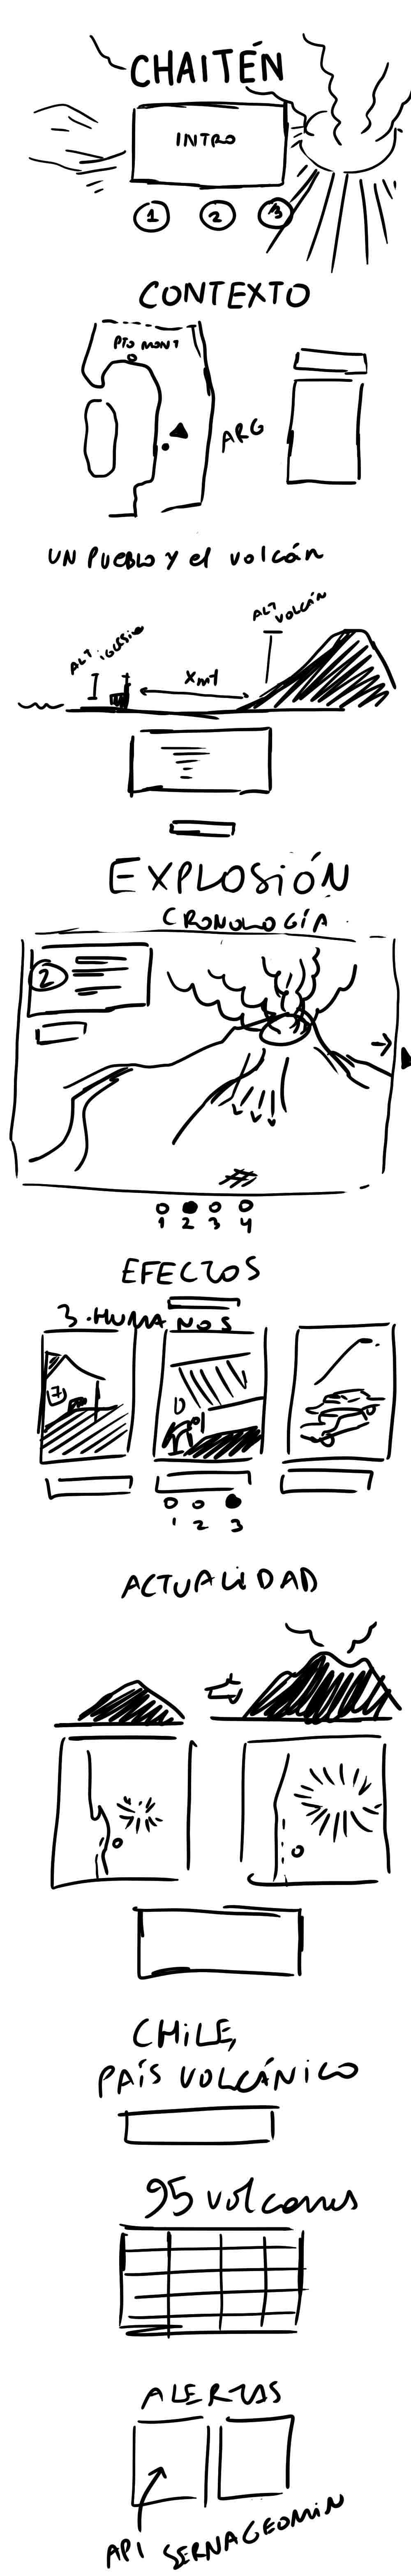 CHAITÉN
INTRO
1 2 3
CONTEXTO
PTO MONT
ARG
UN PUEBLO y el volcán
ALT iglesia
ALT VOLCÁN
X mt
EXPLOSIÓN
CRONOLOGÍA
2
1 2 3 4
EFECTOS
3. HUMANOS
1 2 3
ACTUALIDAD
CHILE,
PAÍS VOLCÁNICO
95 volcanes
ALERTAS
API SERNAGEOMIN